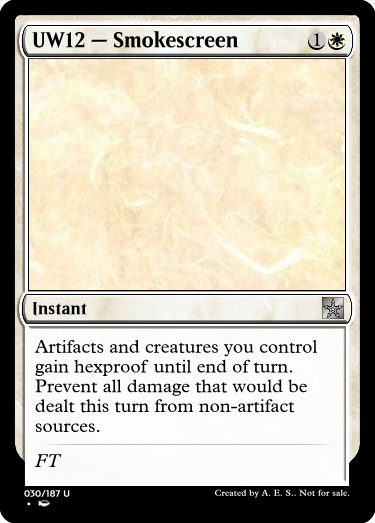 UW12 — Smokescreen 1
Instant
Artifacts and creatures you control
gain hexproof until end of turn.
Prevent all damage that would be
dealt this turn from non-artifact
sources.
FT
030/187 U
Created by A. E. S.. Not for sale.